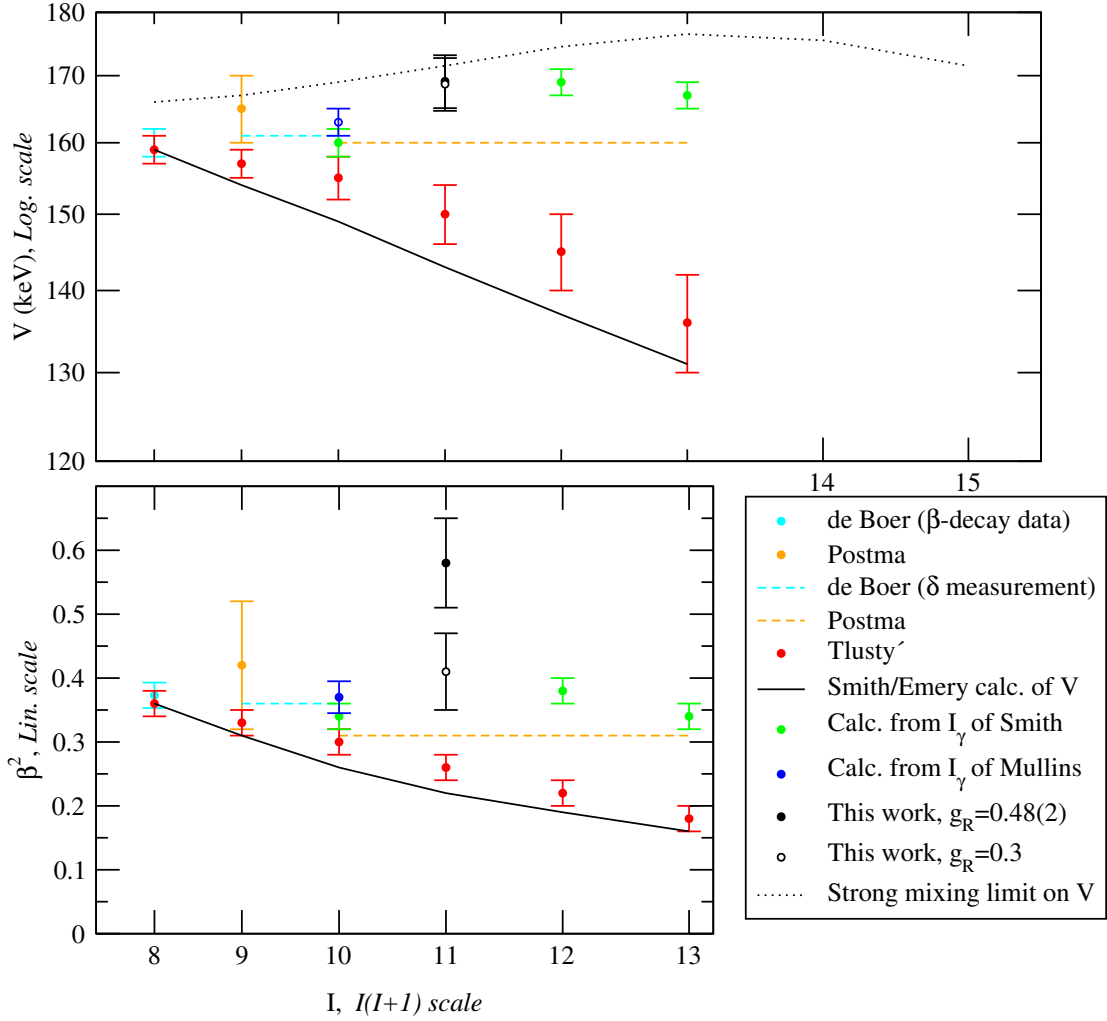 180
170
160
150
140
130
120
V (keV), Log. scale
14
15
0.6
0.5
0.4
0.3
0.2
0.1
0
β², Lin. scale
8
9
10
11
12
13
I, I(I+1) scale
de Boer (β-decay data)
Postma
de Boer (δ measurement)
Postma
Tlusty´
Smith/Emery calc. of V
Calc. from I_γ of Smith
Calc. from I_γ of Mullins
This work, g_R=0.48(2)
This work, g_R=0.3
Strong mixing limit on V